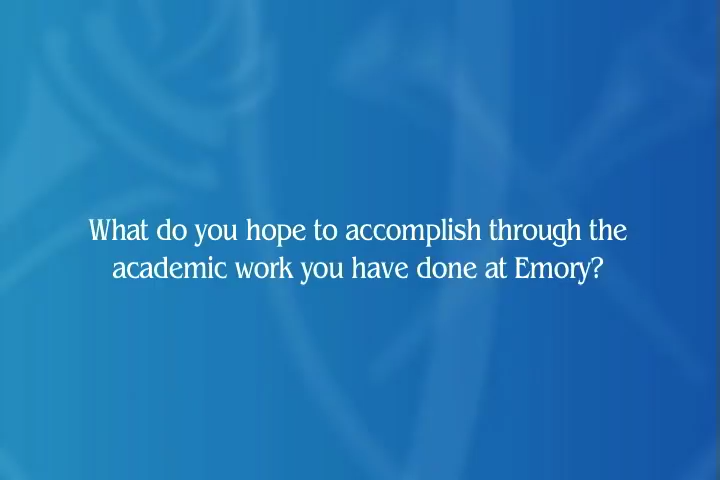 What do you hope to accomplish through the
academic work you have done at Emory?